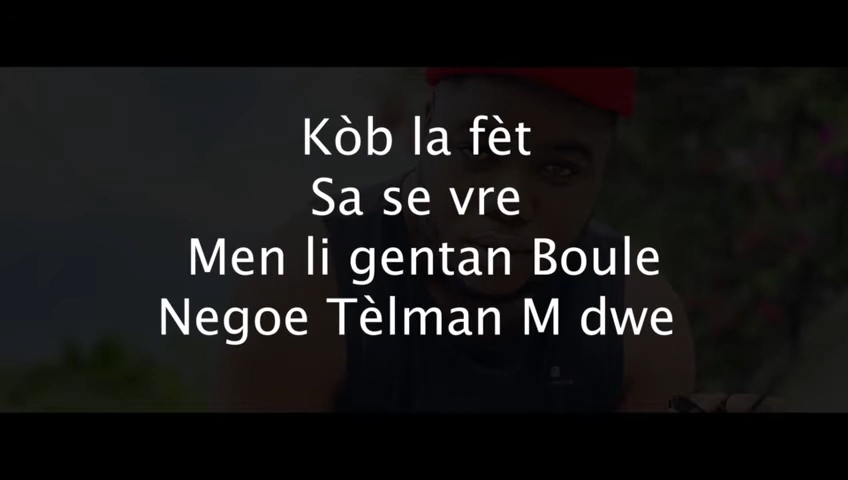 Kòb la fèt
Sa se vre
Men li gentan Boule
Negoe Tèlman M dwe